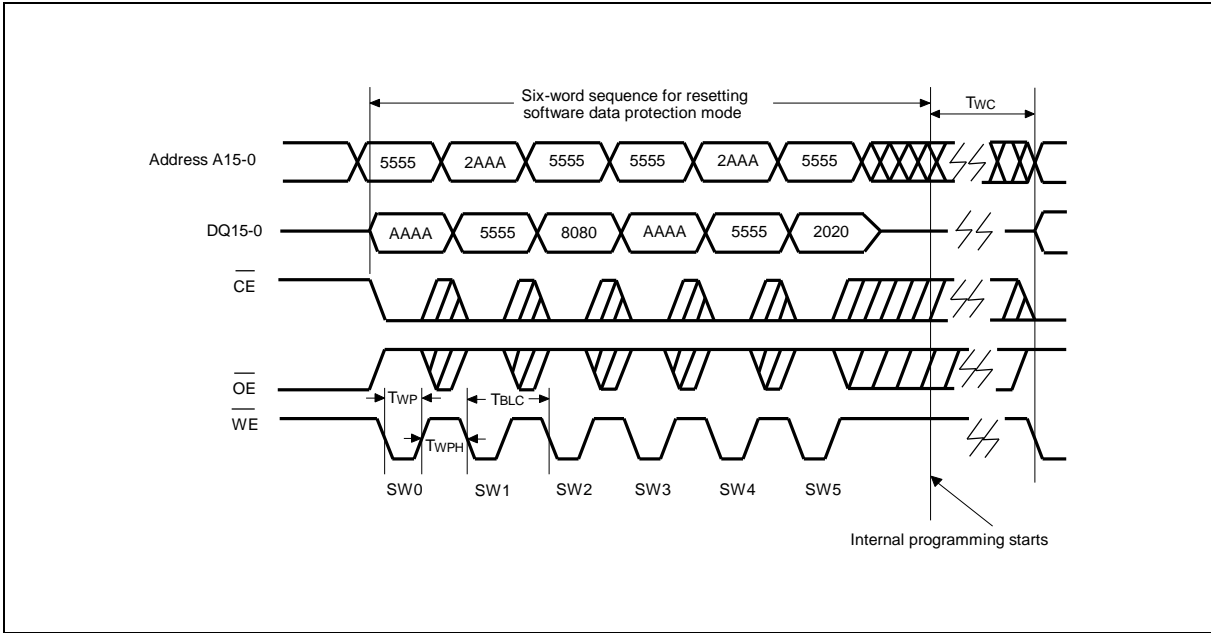 Six-word sequence for resetting
software data protection mode
TWC
Address A15-0
5555 2AAA 5555 5555 2AAA 5555
DQ15-0
AAAA 5555 8080 AAAA 5555 2020
CE
OE
TWP TBLC
WE
TWPH
SW0 SW1 SW2 SW3 SW4 SW5
Internal programming starts